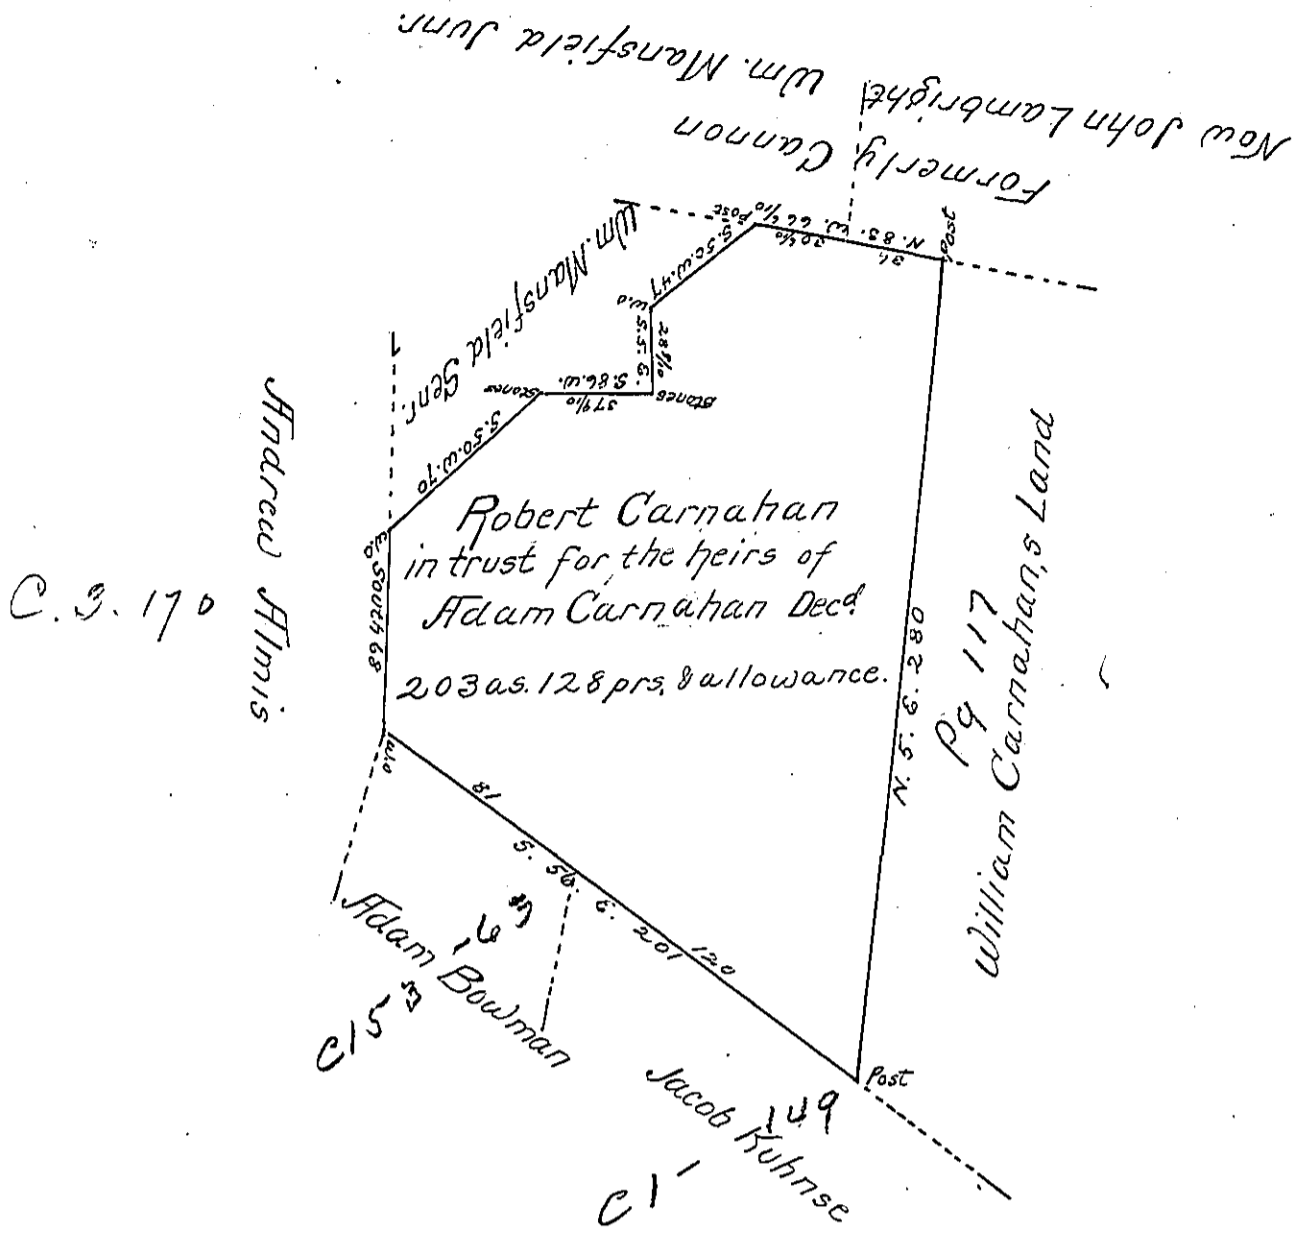 Now John Lambright Wm. Mansfield Junr.
Formerly Cannon
Wm. Mansfield Senr.
Post
N. 83. W. 66 6/10
34
Post
S. 50. W. 47
W.O
S. 5. E.
28 8/10
Stones
S. 86. W.
37 9/10
Stones
S. 50. W. 70
W.O
South 68
W.O
Andrew Almis
C. 3. 170
Robert Carnahan
in trust for the heirs of
Adam Carnahan Decd.
203 as. 128 prs. & allowance.
N. 5. E. 280
Pg 117
William Carnahan,s Land
81
S. 56. E. 201
120
Post
Adam Bowman
Jacob Kuhnse
149
C 1